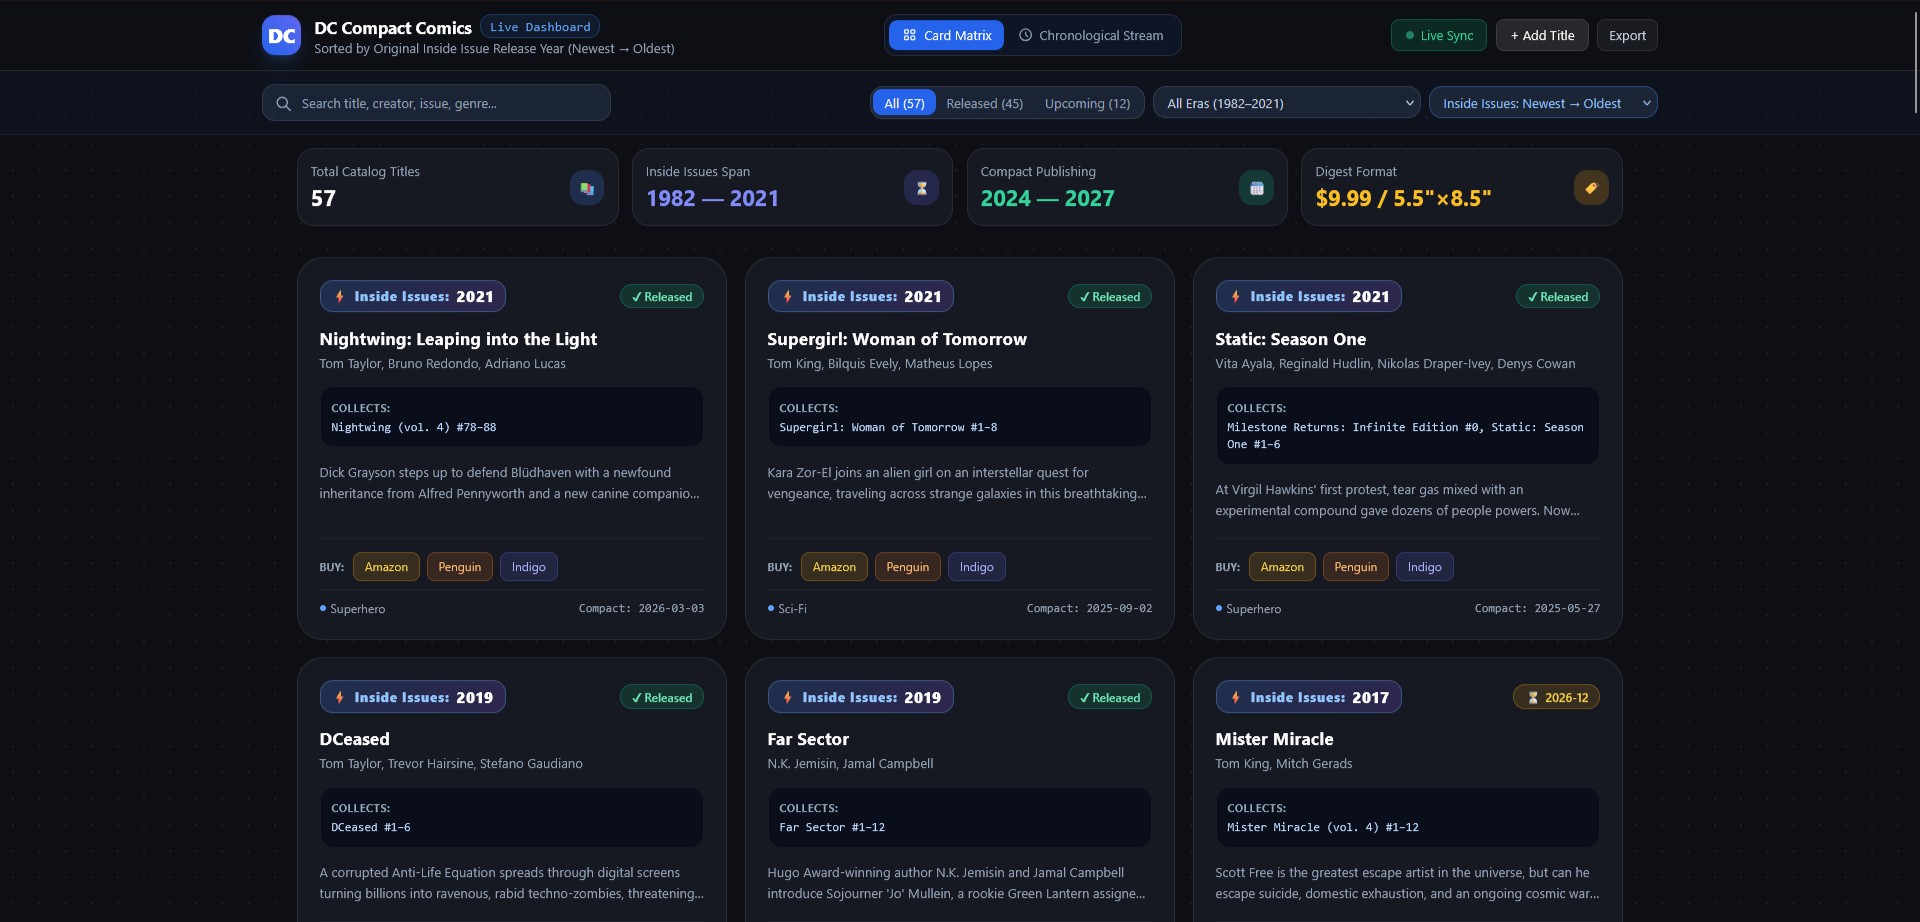 DC
DC Compact Comics
Live Dashboard
Sorted by Original Inside Issue Release Year (Newest → Oldest)
Card Matrix
Chronological Stream
Live Sync
+ Add Title
Export
Search title, creator, issue, genre...
All (57)
Released (45)
Upcoming (12)
All Eras (1982–2021)
Inside Issues: Newest → Oldest
Total Catalog Titles
57
Inside Issues Span
1982 — 2021
Compact Publishing
2024 — 2027
Digest Format
$9.99 / 5.5"×8.5"
Inside Issues: 2021
✓ Released
Nightwing: Leaping into the Light
Tom Taylor, Bruno Redondo, Adriano Lucas
COLLECTS:
Nightwing (vol. 4) #78–88
Dick Grayson steps up to defend Blüdhaven with a newfound
inheritance from Alfred Pennyworth and a new canine companio...
BUY:
Amazon
Penguin
Indigo
Superhero
Compact: 2026-03-03
Inside Issues: 2021
✓ Released
Supergirl: Woman of Tomorrow
Tom King, Bilquis Evely, Matheus Lopes
COLLECTS:
Supergirl: Woman of Tomorrow #1–8
Kara Zor-El joins an alien girl on an interstellar quest for
vengeance, traveling across strange galaxies in this breathtaking...
BUY:
Amazon
Penguin
Indigo
Sci-Fi
Compact: 2025-09-02
Inside Issues: 2021
✓ Released
Static: Season One
Vita Ayala, Reginald Hudlin, Nikolas Draper-Ivey, Denys Cowan
COLLECTS:
Milestone Returns: Infinite Edition #0, Static: Season
One #1–6
At Virgil Hawkins' first protest, tear gas mixed with an
experimental compound gave dozens of people powers. Now...
BUY:
Amazon
Penguin
Indigo
Superhero
Compact: 2025-05-27
Inside Issues: 2019
✓ Released
DCeased
Tom Taylor, Trevor Hairsine, Stefano Gaudiano
COLLECTS:
DCeased #1–6
A corrupted Anti-Life Equation spreads through digital screens
turning billions into ravenous, rabid techno-zombies, threatening...
Inside Issues: 2019
✓ Released
Far Sector
N.K. Jemisin, Jamal Campbell
COLLECTS:
Far Sector #1–12
Hugo Award-winning author N.K. Jemisin and Jamal Campbell
introduce Sojourner 'Jo' Mullein, a rookie Green Lantern assigne...
Inside Issues: 2017
2026-12
Mister Miracle
Tom King, Mitch Gerads
COLLECTS:
Mister Miracle (vol. 4) #1–12
Scott Free is the greatest escape artist in the universe, but can he
escape suicide, domestic exhaustion, and an ongoing cosmic war...